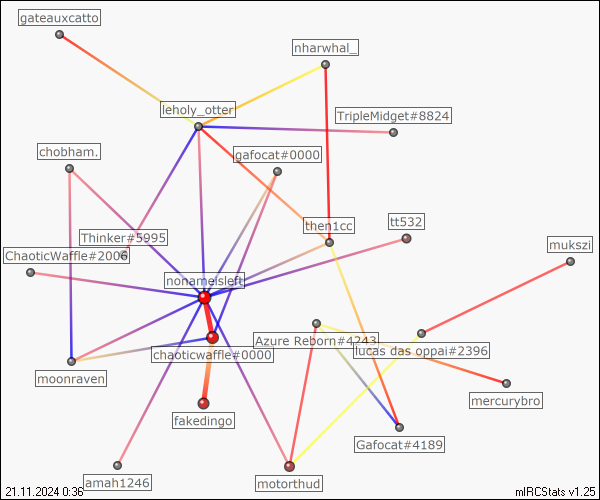 gateauxcatto
nharwhal_
leholy_otter
TripleMidget#8824
chobham.
gafocat#0000
then1cc
tt532
Thinker#5995
mukszi
ChaoticWaffle#2006
nonameisleft
Azure Reborn#4243
chaoticwaffle#0000
lucas das oppai#2396
moonraven
mercurybro
fakedingo
Gafocat#4189
amah1246
motorthud
21.11.2024 0:36
mIRCStats v1.25